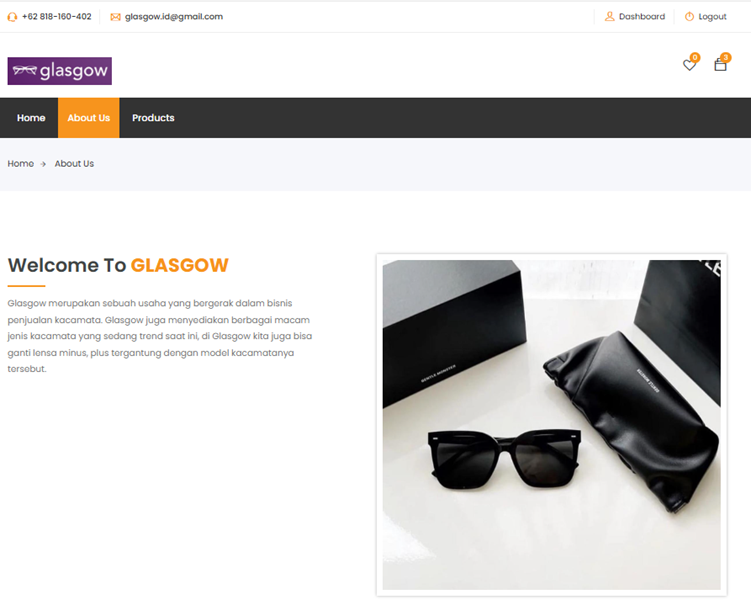 +62 818-160-402 glasgow.id@gmail.com Dashboard Logout
glasgow
0 3
Home About Us Products
Home → About Us
Welcome To GLASGOW
Glasgow merupakan sebuah usaha yang bergerak dalam bisnis
penjualan kacamata. Glasgow juga menyediakan berbagai macam
jenis kacamata yang sedang trend saat ini, di Glasgow kita juga bisa
ganti lensa minus, plus tergantung dengan model kacamatanya
tersebut.
GENTLE MONSTER